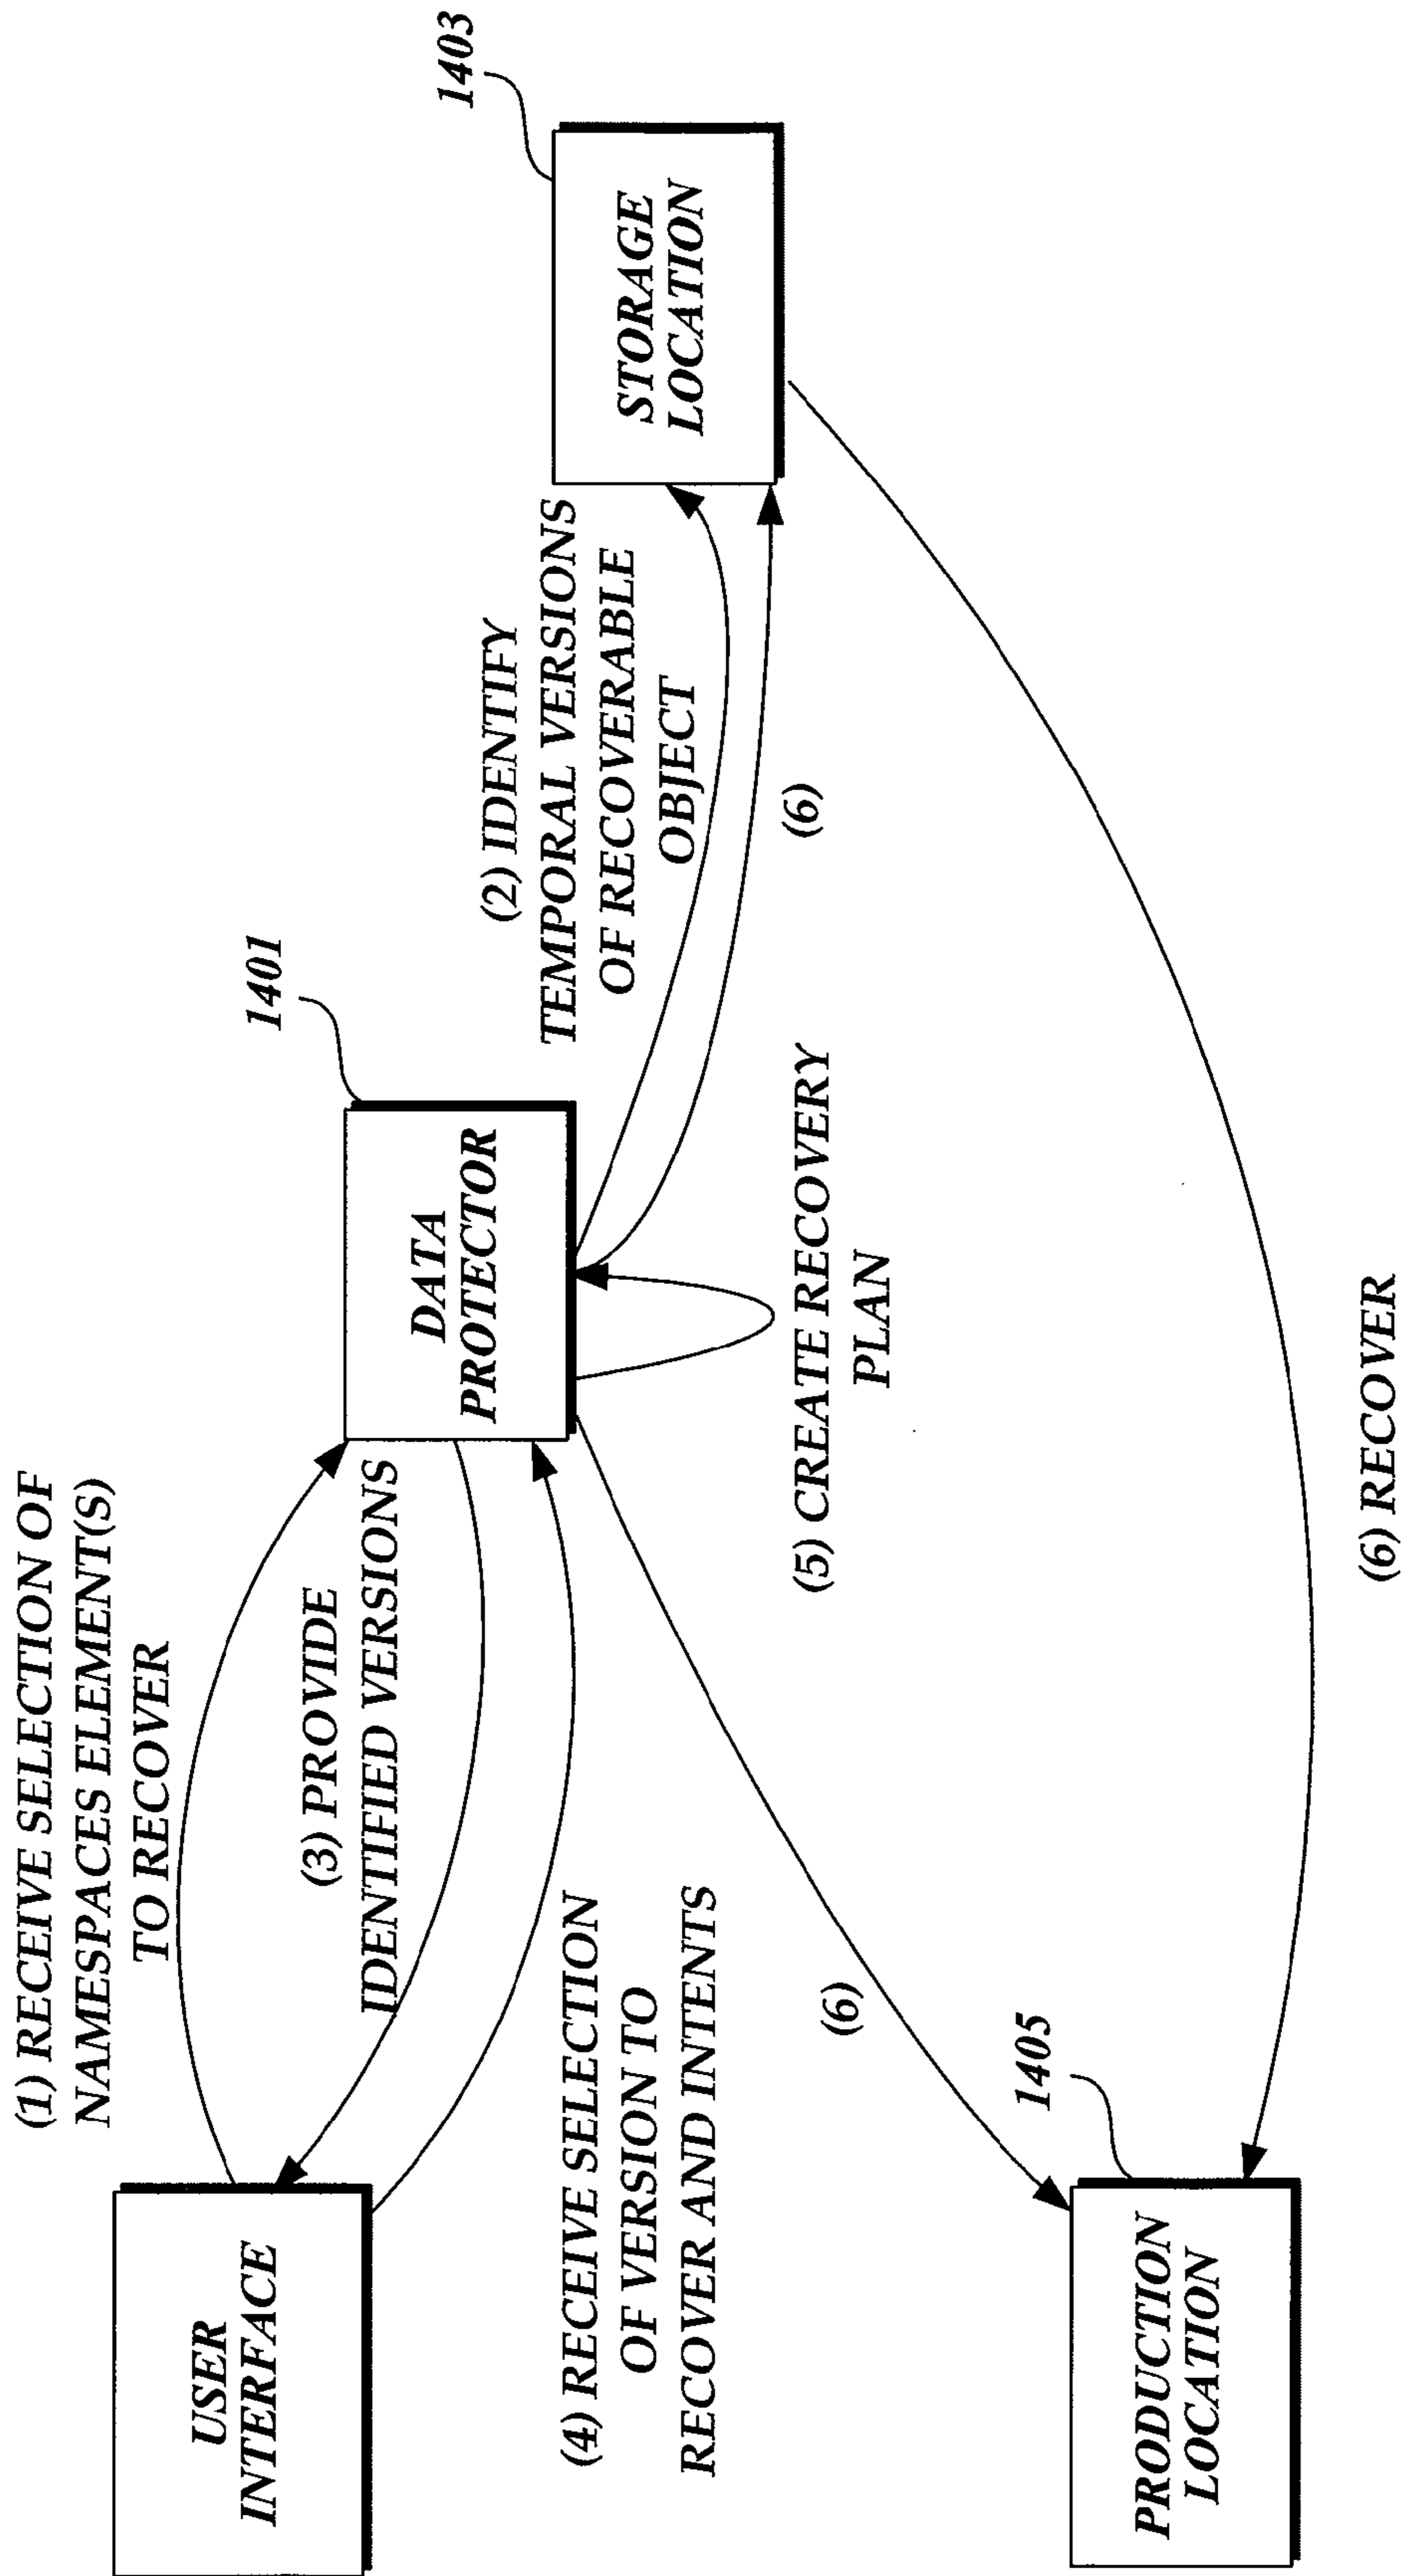 (1) RECEIVE SELECTION OF
NAMESPACES ELEMENT(S)
TO RECOVER
USER
INTERFACE
(3) PROVIDE
IDENTIFIED VERSIONS
1401
DATA
PROTECTOR
1403
(2) IDENTIFY
TEMPORAL VERSIONS
OF RECOVERABLE
OBJECT
STORAGE
LOCATION
(4) RECEIVE SELECTION
OF VERSION TO
RECOVER AND INTENTS
(6)
(5) CREATE RECOVERY
PLAN
(6)
1405
PRODUCTION
LOCATION
(6) RECOVER